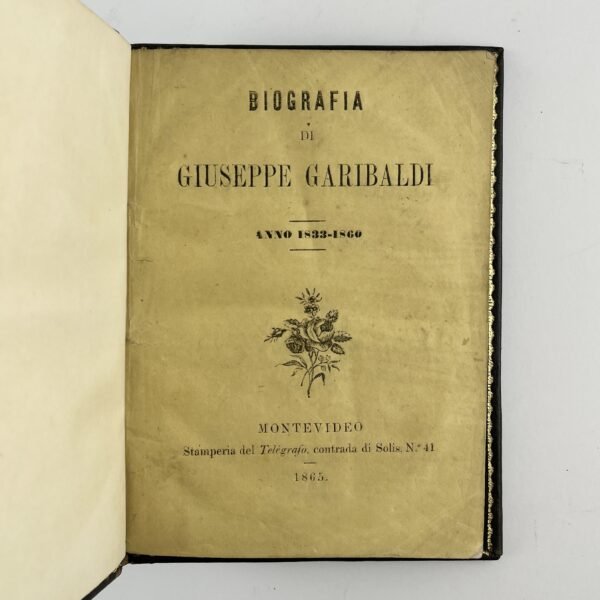 BIOGRAFIA
DI
GIUSEPPE GARIBALDI
ANNO 1833-1860
MONTEVIDEO
Stamperia del Telégrafo, contrada di Solis, N.º 41
1865.